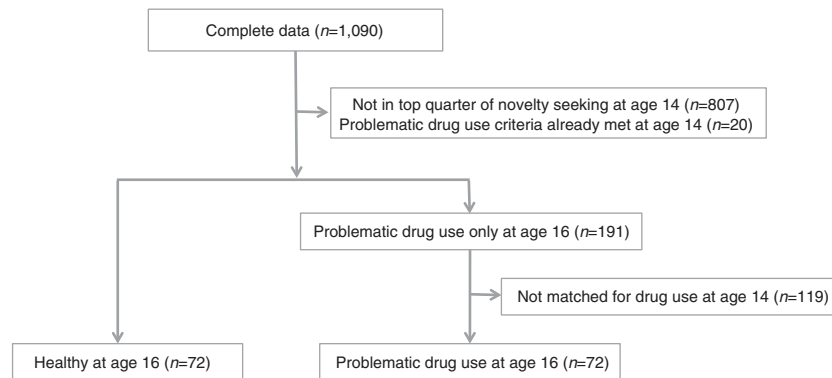 Complete data (n=1,090)
Not in top quarter of novelty seeking at age 14 (n=807)
Problematic drug use criteria already met at age 14 (n=20)
Problematic drug use only at age 16 (n=191)
Not matched for drug use at age 14 (n=119)
Healthy at age 16 (n=72)
Problematic drug use at age 16 (n=72)